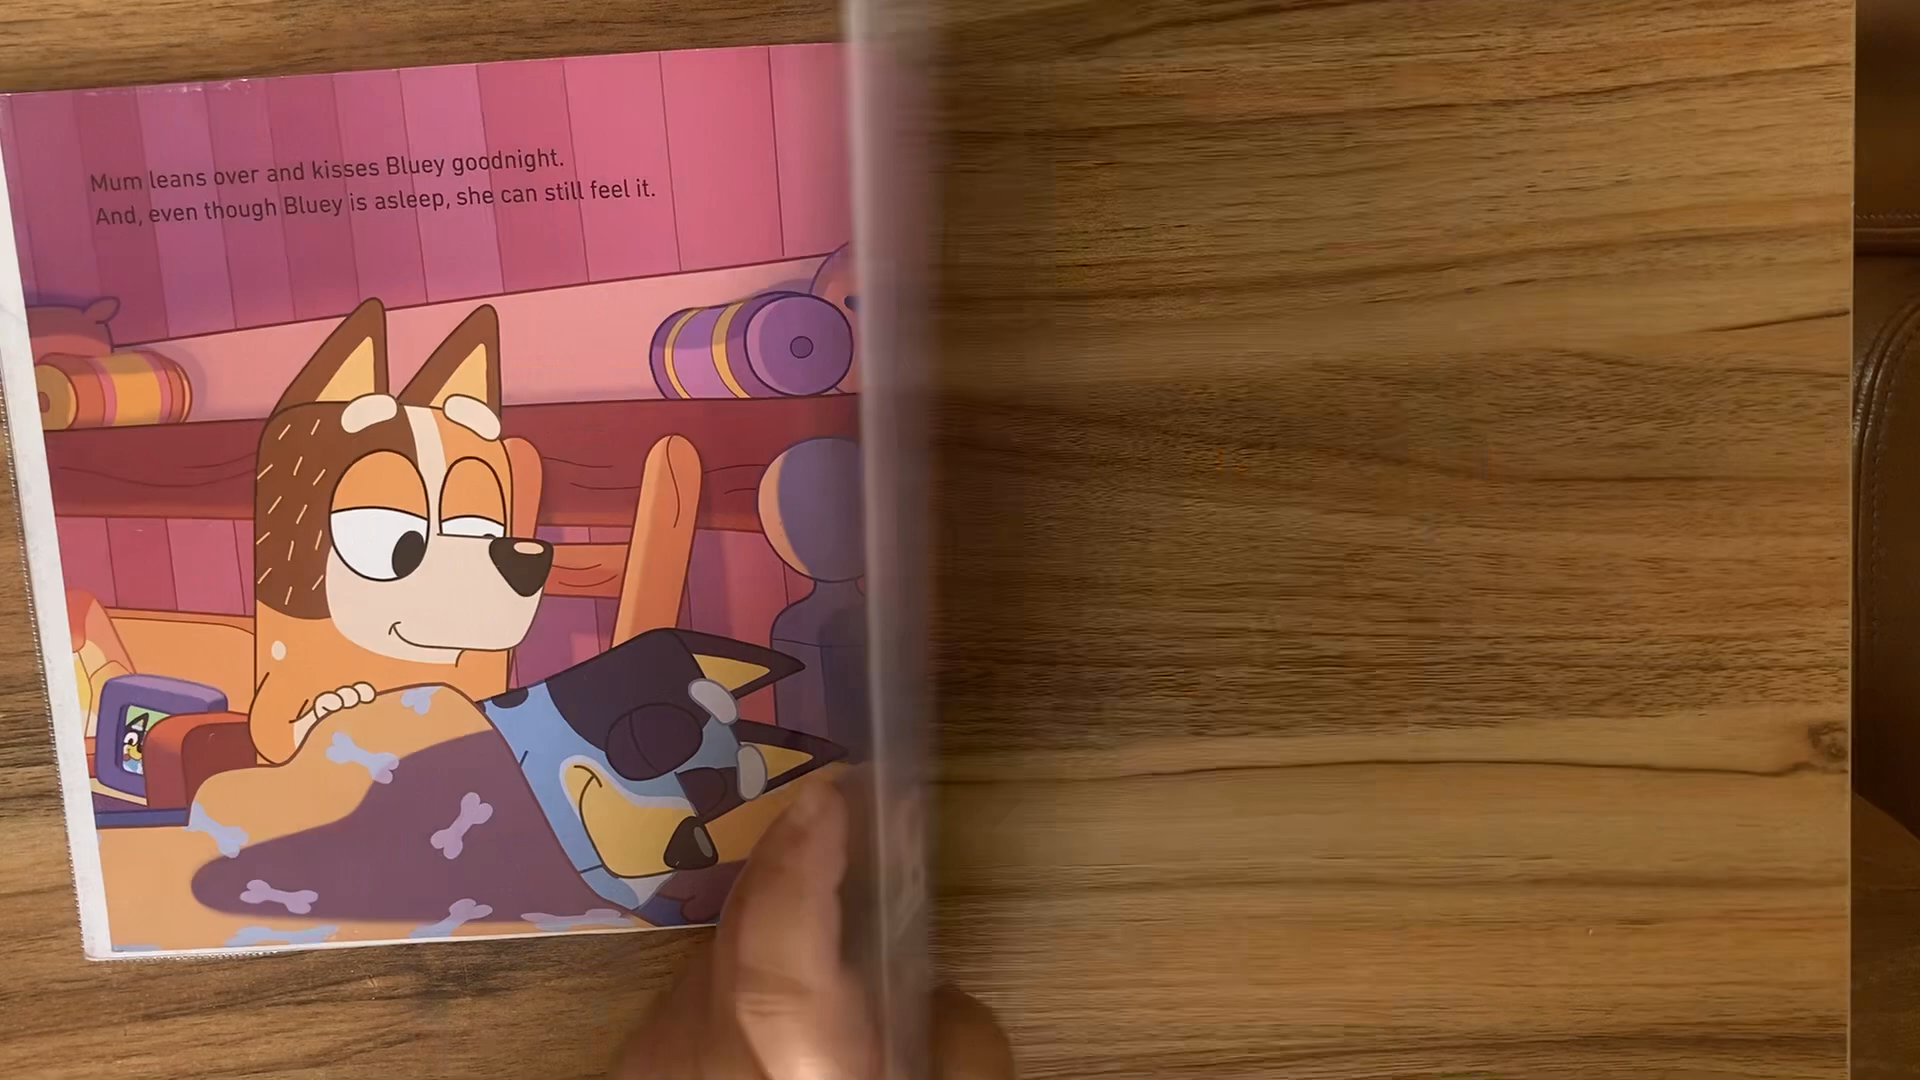 Mum leans over and kisses Bluey goodnight.
And, even though Bluey is asleep, she can still feel it.